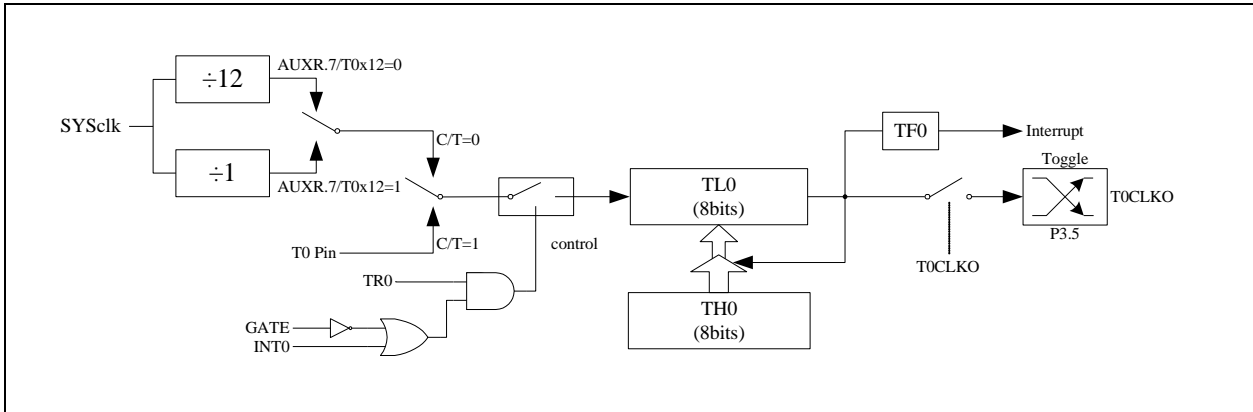 ÷12
AUXR.7/T0x12=0
SYSclk
÷1
AUXR.7/T0x12=1
C/T=0
C/T=1
T0 Pin
control
TR0
GATE
INT0
TL0
(8bits)
TH0
(8bits)
TF0
Interrupt
Toggle
T0CLKO
P3.5
T0CLKO